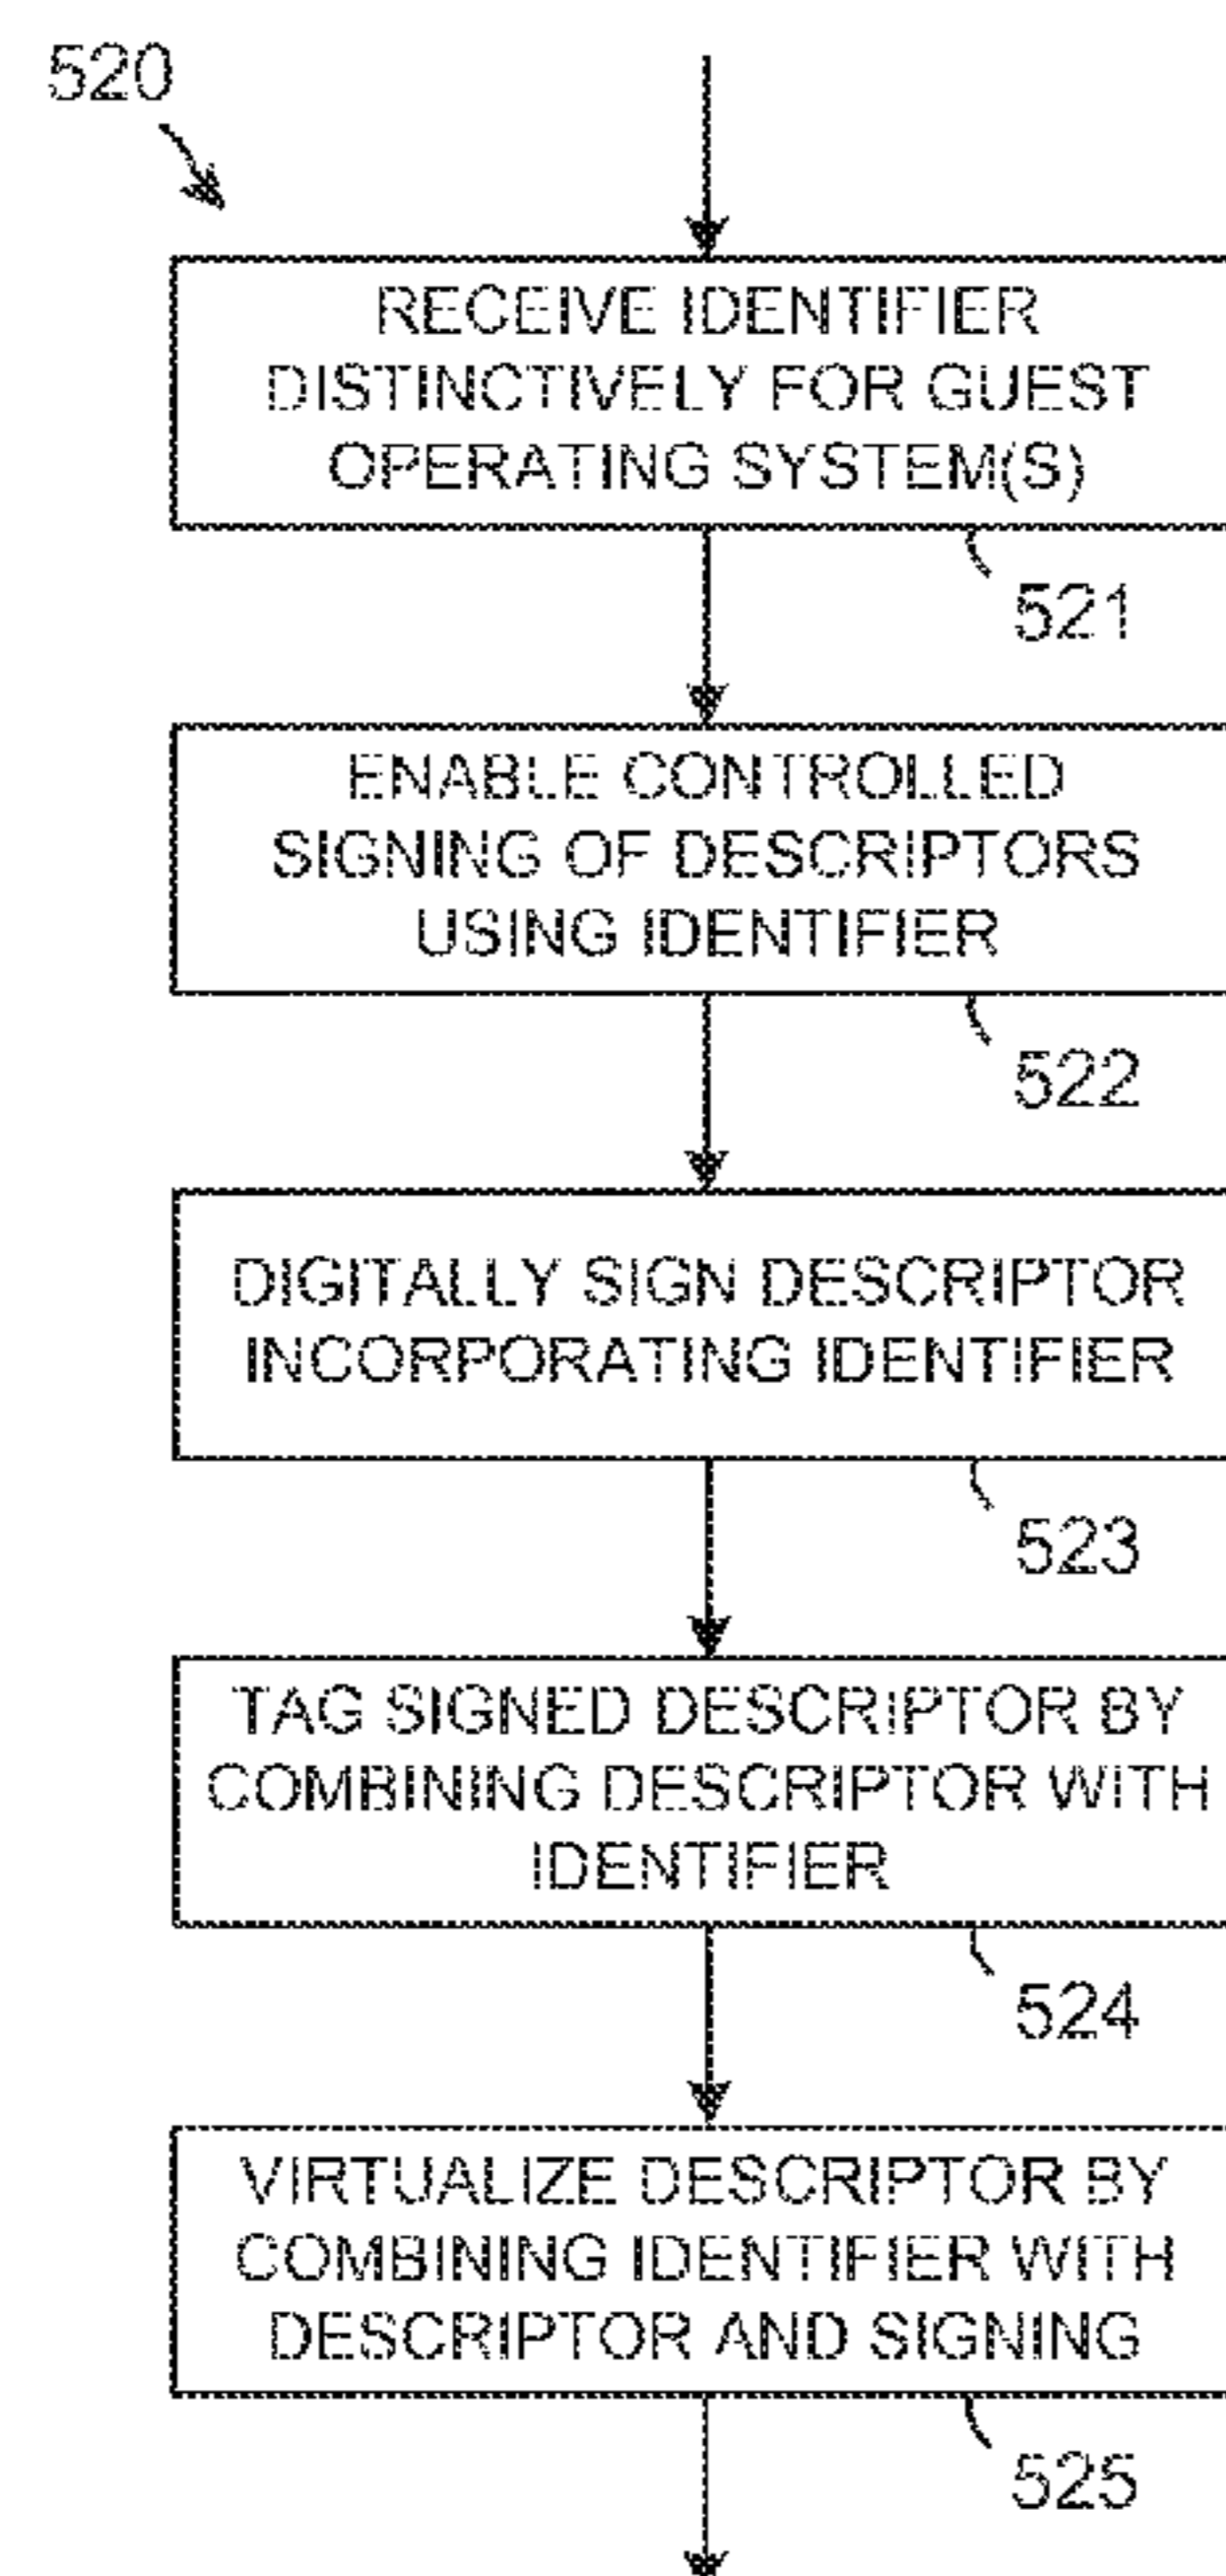 520
RECEIVE IDENTIFIER
DISTINCTIVELY FOR GUEST
OPERATING SYSTEM(S)
521
ENABLE CONTROLLED
SIGNING OF DESCRIPTORS
USING IDENTIFIER
522
DIGITALLY SIGN DESCRIPTOR
INCORPORATING IDENTIFIER
523
TAG SIGNED DESCRIPTOR BY
COMBINING DESCRIPTOR WITH
IDENTIFIER
524
VIRTUALIZE DESCRIPTOR BY
COMBINING IDENTIFIER WITH
DESCRIPTOR AND SIGNING
525